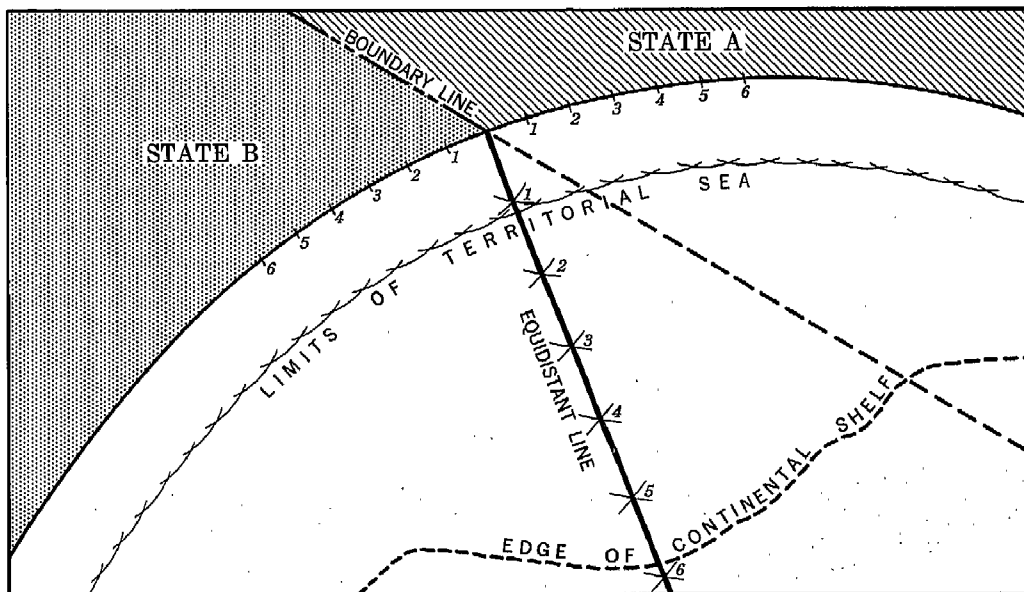 STATE A
BOUNDARY LINE
STATE B
1 2 3 4 5 6
1 2 3 4 5 6
LIMITS OF TERRITORIAL SEA
1
2
3
4
5
6
EQUIDISTANT LINE
EDGE OF CONTINENTAL SHELF